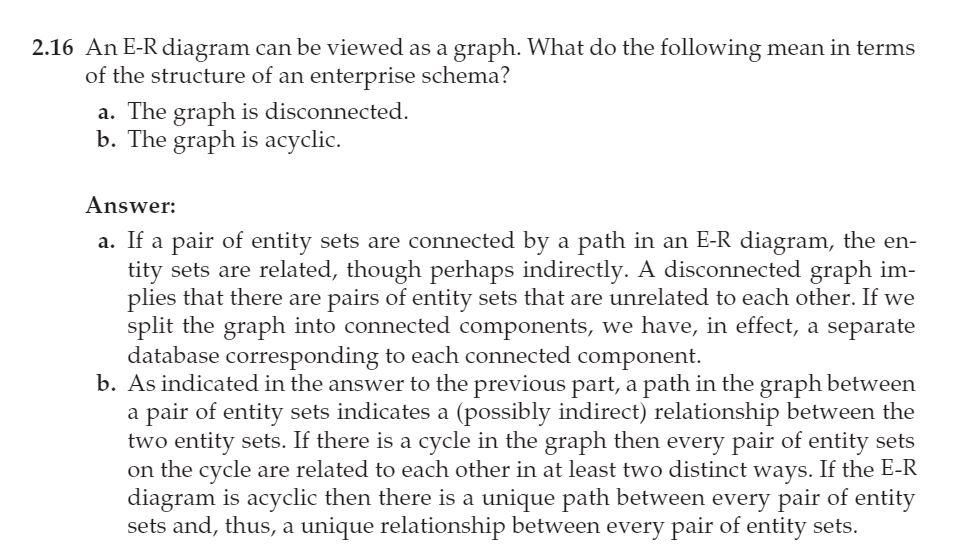 2.16 An E-R diagram can be viewed as a graph. What do the following mean in terms
of the structure of an enterprise schema?
a. The graph is disconnected.
b. The graph is acyclic.
Answer:
a. If a pair of entity sets are connected by a path in an E-R diagram, the en-
tity sets are related, though perhaps indirectly. A disconnected graph im-
plies that there are pairs of entity sets that are unrelated to each other. If we
split the graph into connected components, we have, in effect, a separate
database corresponding to each connected component.
b. As indicated in the answer to the previous part, a path in the graph between
a pair of entity sets indicates a (possibly indirect) relationship between the
two entity sets. If there is a cycle in the graph then every pair of entity sets
on the cycle are related to each other in at least two distinct ways. If the E-R
diagram is acyclic then there is a unique path between every pair of entity
sets and, thus, a unique relationship between every pair of entity sets.